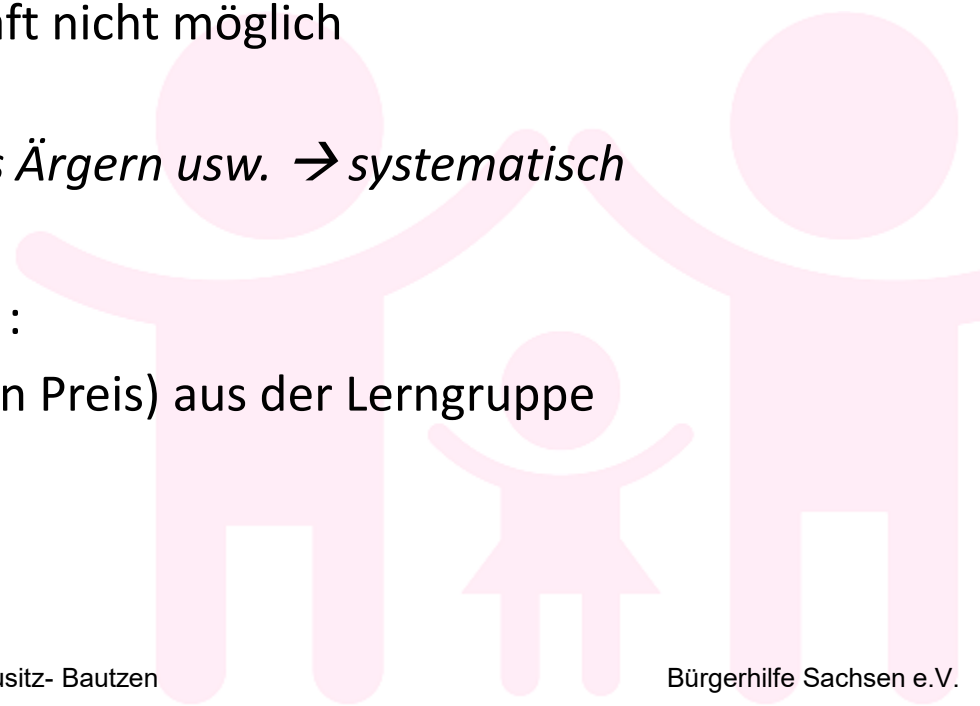 ft nicht möglich
s Ärgern usw. → systematisch
:
n Preis) aus der Lerngruppe
usitz- Bautzen
Bürgerhilfe Sachsen e.V.